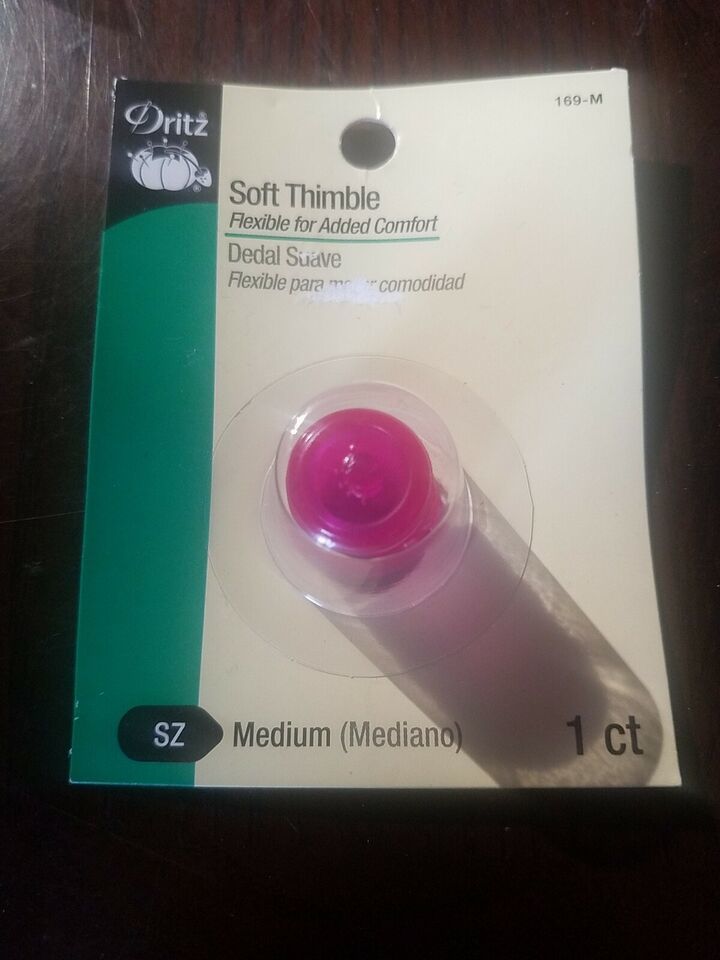 Dritz®
®
169-M
Soft Thimble
Flexible for Added Comfort
Dedal Suave
Flexible para comodidad
SZ
Medium (Mediano)
1 ct